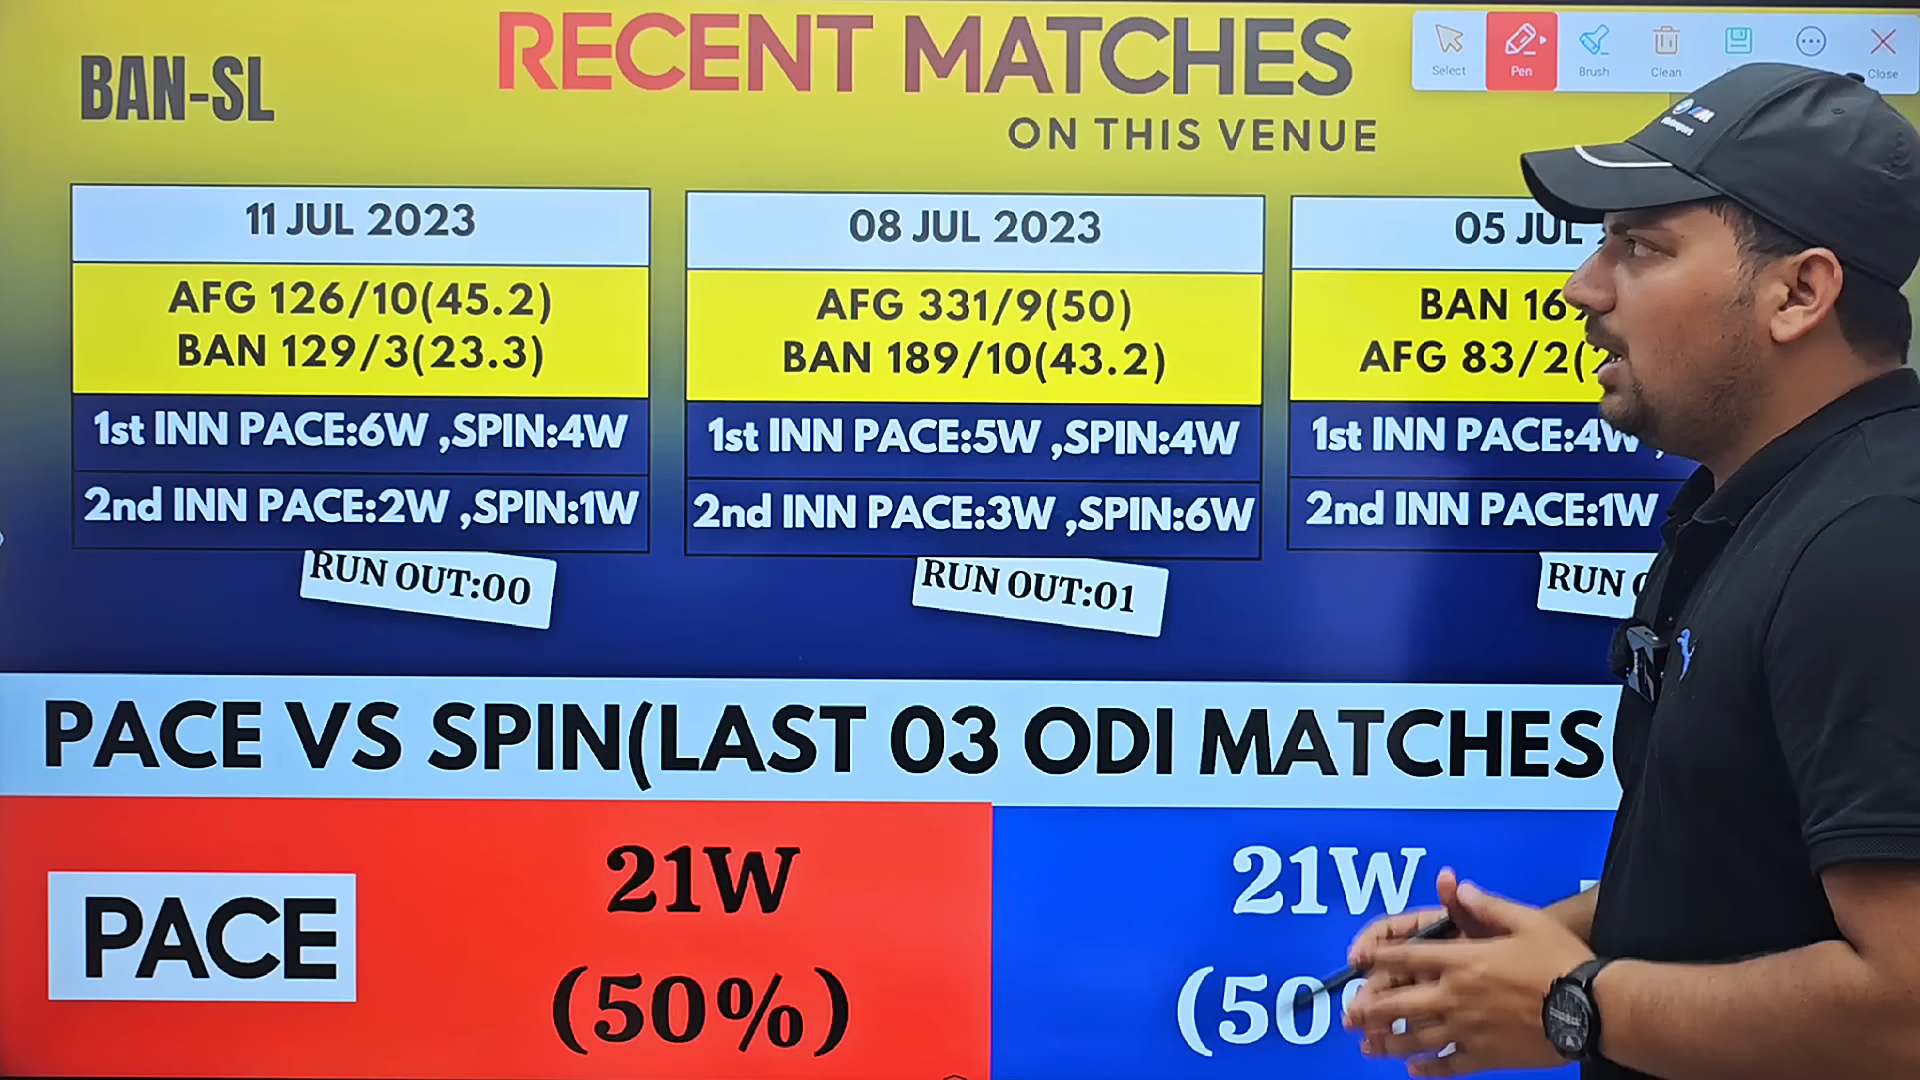 BAN-SL
RECENT MATCHES
ON THIS VENUE
Select
Pen
Brush
Clean
Close
11 JUL 2023
AFG 126/10(45.2)
BAN 129/3(23.3)
1st INN PACE:6W ,SPIN:4W
2nd INN PACE:2W ,SPIN:1W
RUN OUT:00
08 JUL 2023
AFG 331/9(50)
BAN 189/10(43.2)
1st INN PACE:5W ,SPIN:4W
2nd INN PACE:3W ,SPIN:6W
RUN OUT:01
05 JUL
BAN 169
AFG 83/2(2
1st INN PACE:4W ,
2nd INN PACE:1W
RUN
PACE VS SPIN(LAST 03 ODI MATCHES
PACE
21W
(50%)
21W
(50%